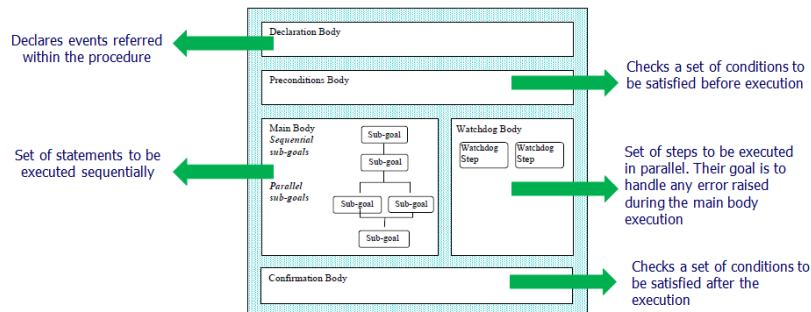 Declaration Body
Declares events referred
within the procedure
Preconditions Body
Checks a set of conditions to
be satisfied before execution
Main Body
Sequential
sub-goals
Sub-goal
Sub-goal
Parallel
sub-goals
Sub-goal
Sub-goal
Sub-goal
Set of statements to be
executed sequentially
Watchdog Body
Watchdog
Step
Watchdog
Step
Set of steps to be executed
in parallel. Their goal is to
handle any error raised
during the main body
execution
Confirmation Body
Checks a set of conditions to
be satisfied after the
execution